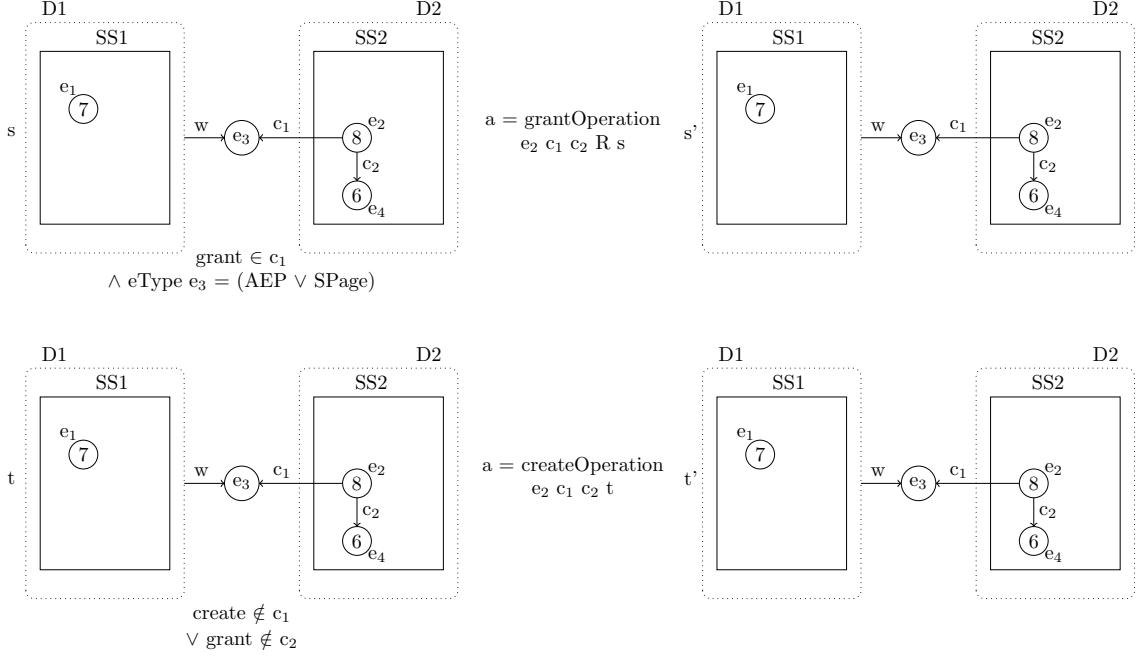 D1
D2
SS1
SS2
s
e1
7
w
e3
c1
e2
8
c2
6
e4
grant ∈ c1
∧ eType e3 = (AEP ∨ SPage)
a = grantOperation
e2 c1 c2 R s
D1
D2
SS1
SS2
s'
e1
7
w
e3
c1
e2
8
c2
6
e4
D1
D2
SS1
SS2
t
e1
7
w
e3
c1
e2
8
c2
6
e4
create ∉ c1
∨ grant ∉ c2
a = createOperation
e2 c1 c2 t
D1
D2
SS1
SS2
t'
e1
7
w
e3
c1
e2
8
c2
6
e4